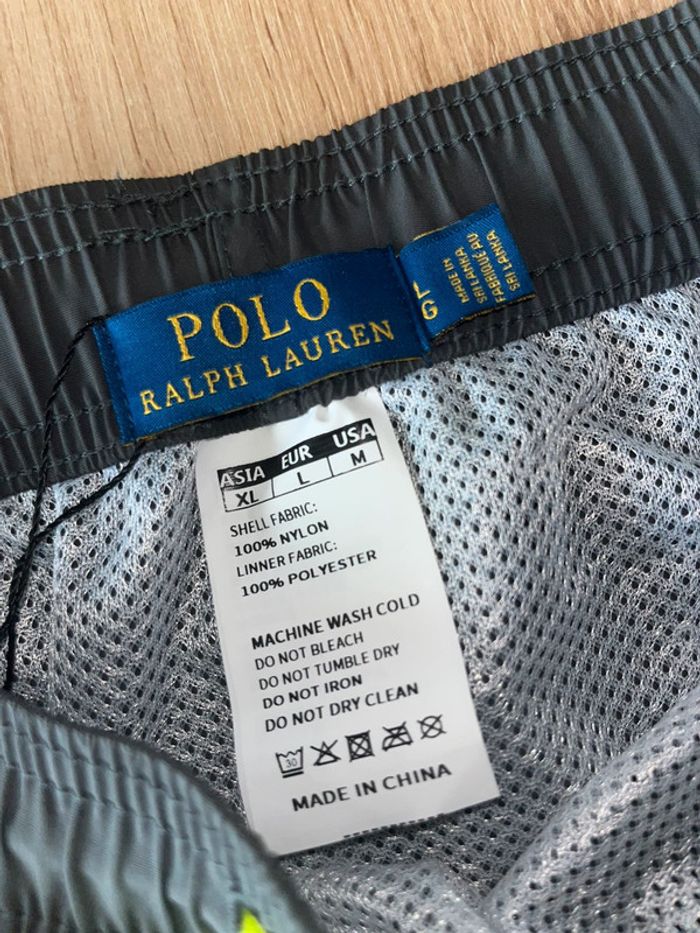 POLO
RALPH LAUREN
L
G
MADE IN
SRI LANKA
FABRIQUÉ AU
SRI LANKA
ASIA EUR USA
XL L M
SHELL FABRIC:
100% NYLON
LINNER FABRIC:
100% POLYESTER
MACHINE WASH COLD
DO NOT BLEACH
DO NOT TUMBLE DRY
DO NOT IRON
DO NOT DRY CLEAN
30
MADE IN CHINA